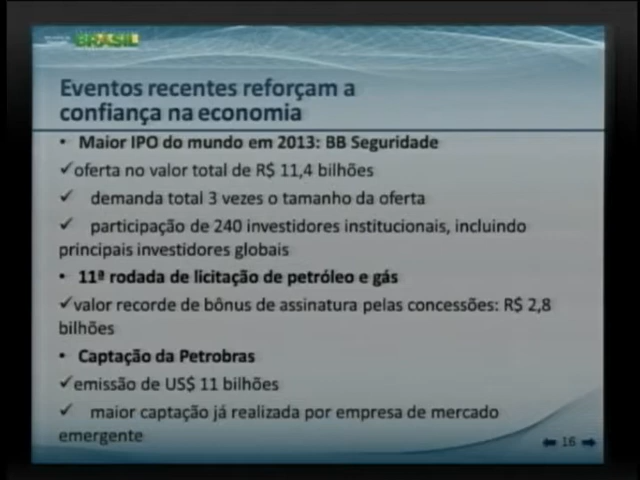 BRASIL
Eventos recentes reforçam a
confiança na economia
• Maior IPO do mundo em 2013: BB Seguridade
✓oferta no valor total de R$ 11,4 bilhões
✓ demanda total 3 vezes o tamanho da oferta
✓ participação de 240 investidores institucionais, incluindo
principais investidores globais
• 11ª rodada de licitação de petróleo e gás
✓valor recorde de bônus de assinatura pelas concessões: R$ 2,8
bilhões
• Captação da Petrobras
✓emissão de US$ 11 bilhões
✓ maior captação já realizada por empresa de mercado
emergente
16